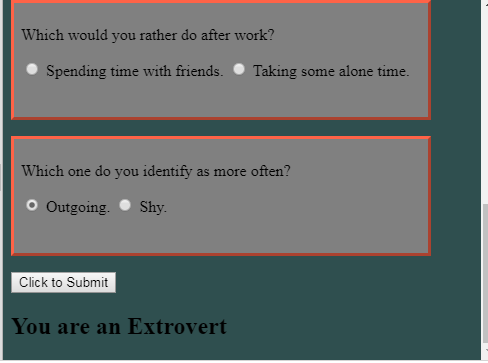 Which would you rather do after work?
Spending time with friends. Taking some alone time.
Which one do you identify as more often?
Outgoing. Shy.
Click to Submit
You are an Extrovert